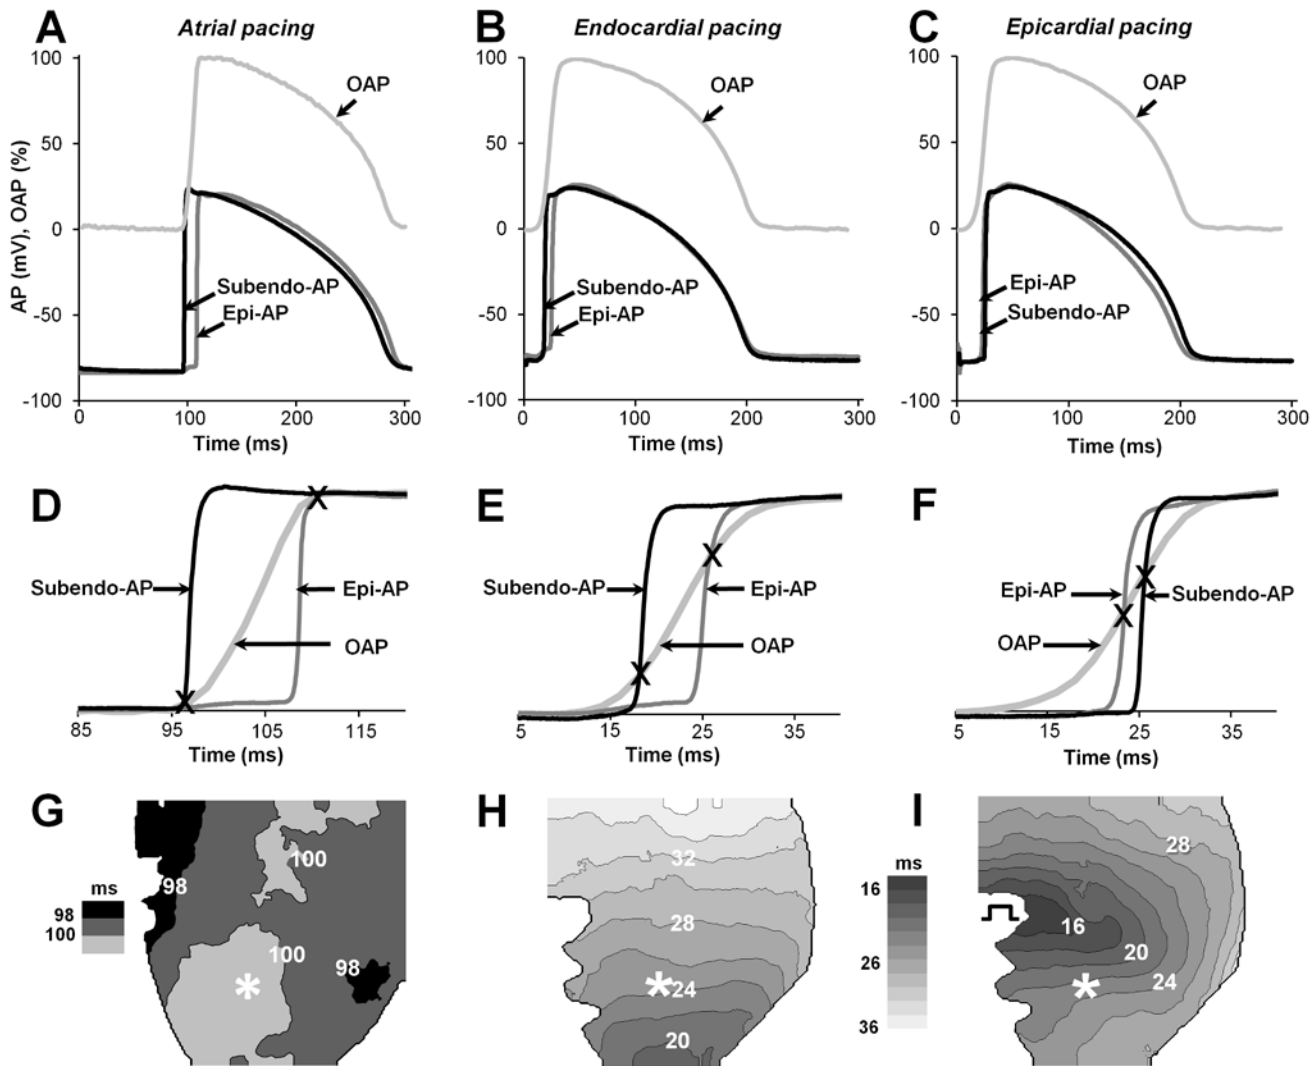 A Atrial pacing
B Endocardial pacing
C Epicardial pacing
AP (mV), OAP (%)
100
50
0
-50
-100
OAP
Subendo-AP
Epi-AP
0 100 200 300
Time (ms)
100
50
0
-50
-100
OAP
Subendo-AP
Epi-AP
0 100 200 300
Time (ms)
100
50
0
-50
-100
OAP
Epi-AP
Subendo-AP
0 100 200 300
Time (ms)
D
X
Subendo-AP
Epi-AP
OAP
X
85 95 105 115
Time (ms)
E
X
Subendo-AP
Epi-AP
OAP
X
5 15 25 35
Time (ms)
F
X
Epi-AP
Subendo-AP
X
OAP
5 15 25 35
Time (ms)
G
100
98
ms
98
100
100
98
*
H
32
28
*24
20
ms
16
26
36
I
28
16
20
24
*